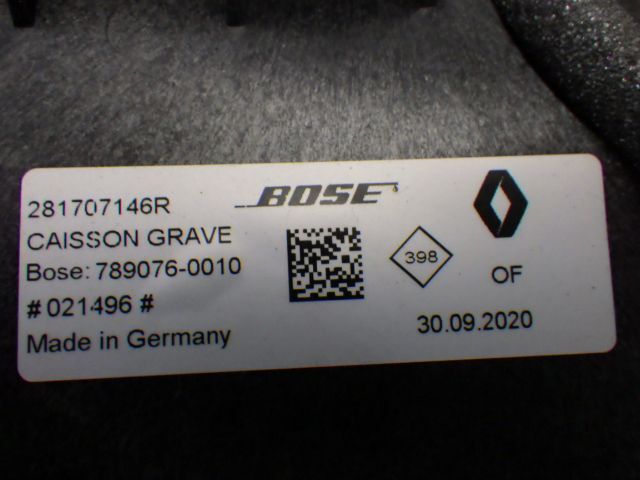 281707146R
BOSE
CAISSON GRAVE
Bose: 789076-0010
398
OF
# 021496 #
30.09.2020
Made in Germany